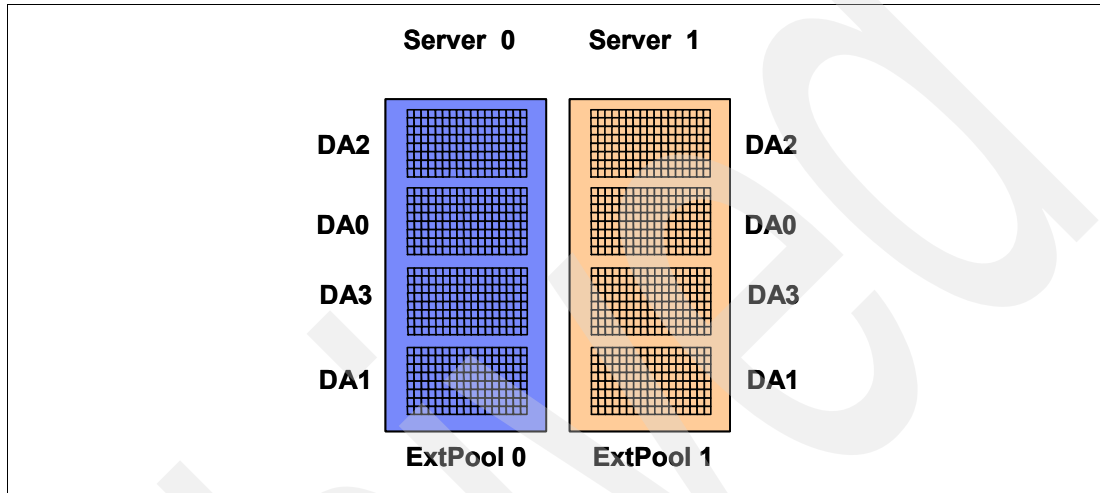 Server 0 Server 1
DA2 DA2
DA0 DA0
DA3 DA3
DA1 DA1
ExtPool 0 ExtPool 1